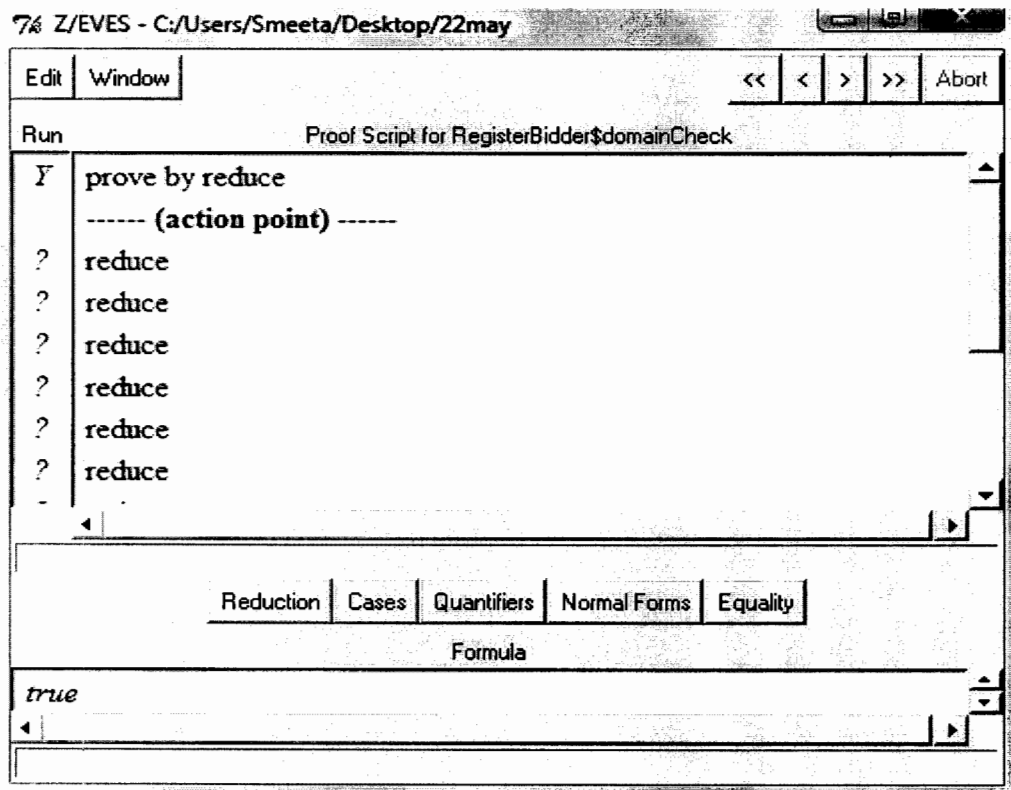 Z/EVES - C:/Users/Smeeta/Desktop/22may
Edit Window << < > >> Abort
Run Proof Script for RegisterBidder$domainCheck
Y prove by reduce
------ (action point) ------
? reduce
? reduce
? reduce
? reduce
? reduce
? reduce
Reduction Cases Quantifiers Normal Forms Equality
Formula
true